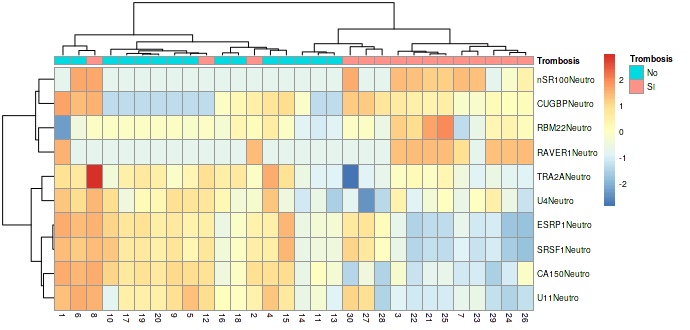 Trombosis
Trombosis
No
SI
nSR100Neutro
CUGBPNeutro
RBM22Neutro
RAVER1Neutro
TRA2ANeutro
U4Neutro
ESRP1Neutro
SRSF1Neutro
CA150Neutro
U11Neutro
2
1
0
-1
-2
1 6 8 10 17 19 20 9 5 12 16 18 2 4 15 14 11 13 30 27 28 3 22 21 25 7 23 29 24 26